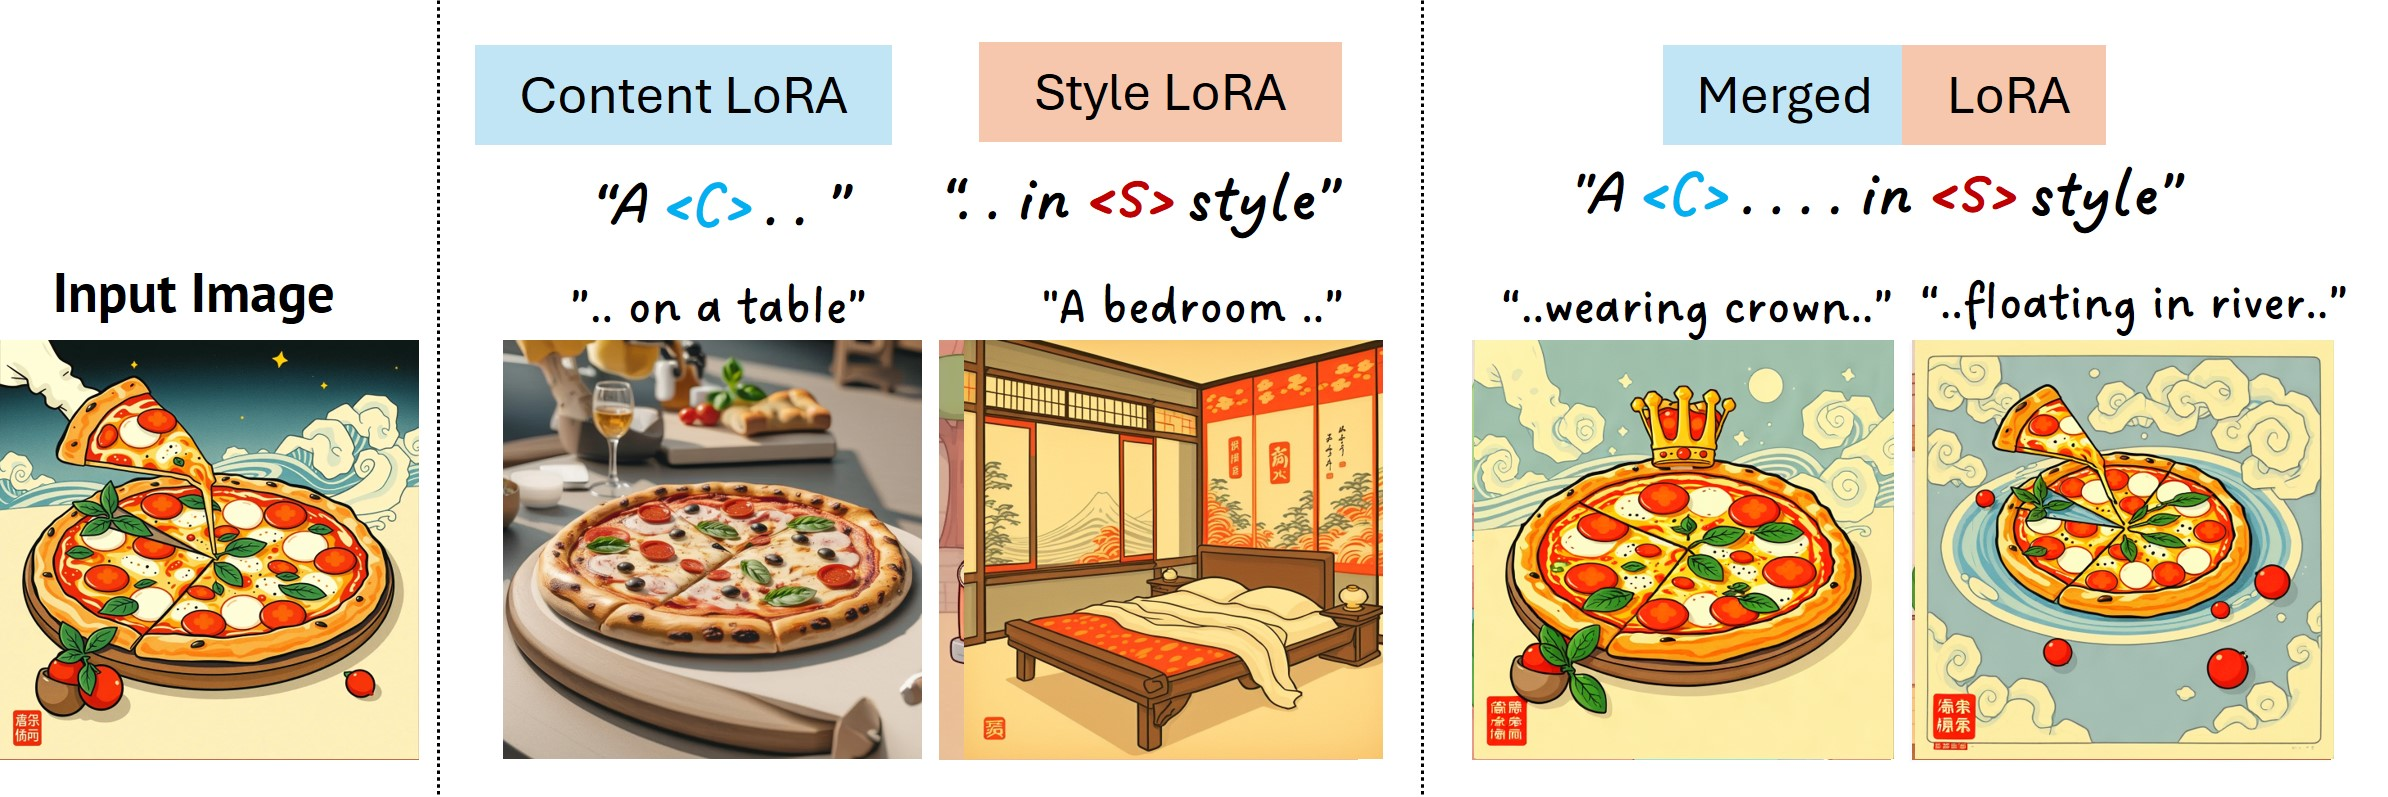 Input Image
Content LoRA
"A <C> . . "
".. on a table"
Style LoRA
". . in <S> style"
"A bedroom .."
Merged LoRA
"A <C> . . . . in <S> style"
"..wearing crown.."
"..floating in river.."